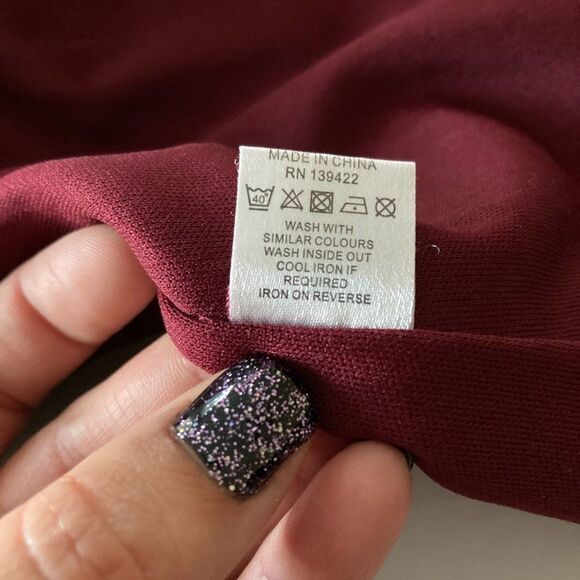 MADE IN CHINA
RN 139422
40°
WASH WITH
SIMILAR COLOURS
WASH INSIDE OUT
COOL IRON IF
REQUIRED
IRON ON REVERSE